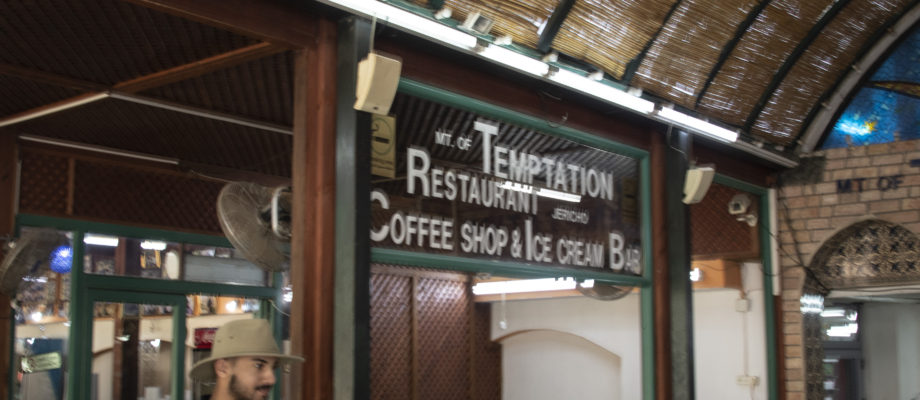 MT. OF TEMPTATION
RESTAURANT JERICHO
COFFEE SHOP & ICE CREAM BAR
MT OF